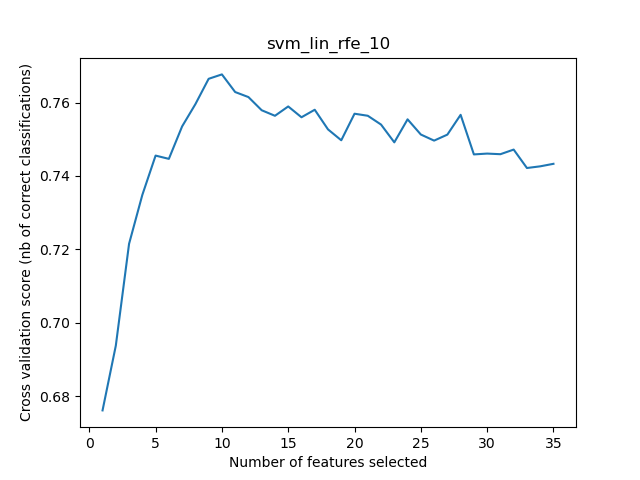 svm_lin_rfe_10
Cross validation score (nb of correct classifications)
0.76
0.74
0.72
0.70
0.68
0 5 10 15 20 25 30 35
Number of features selected